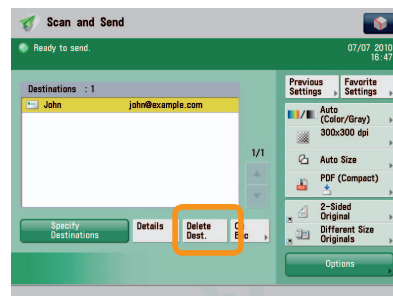 Scan and Send
Ready to send.
07/07 2010
16:47
Destinations : 1
John john@example.com
1/1
Specify
Destinations
Details
Delete
Dest.
Previous
Settings
Favorite
Settings
Auto
(Color/Gray)
300x300 dpi
Auto Size
PDF (Compact)
2-Sided
Original
Different Size
Originals
Options